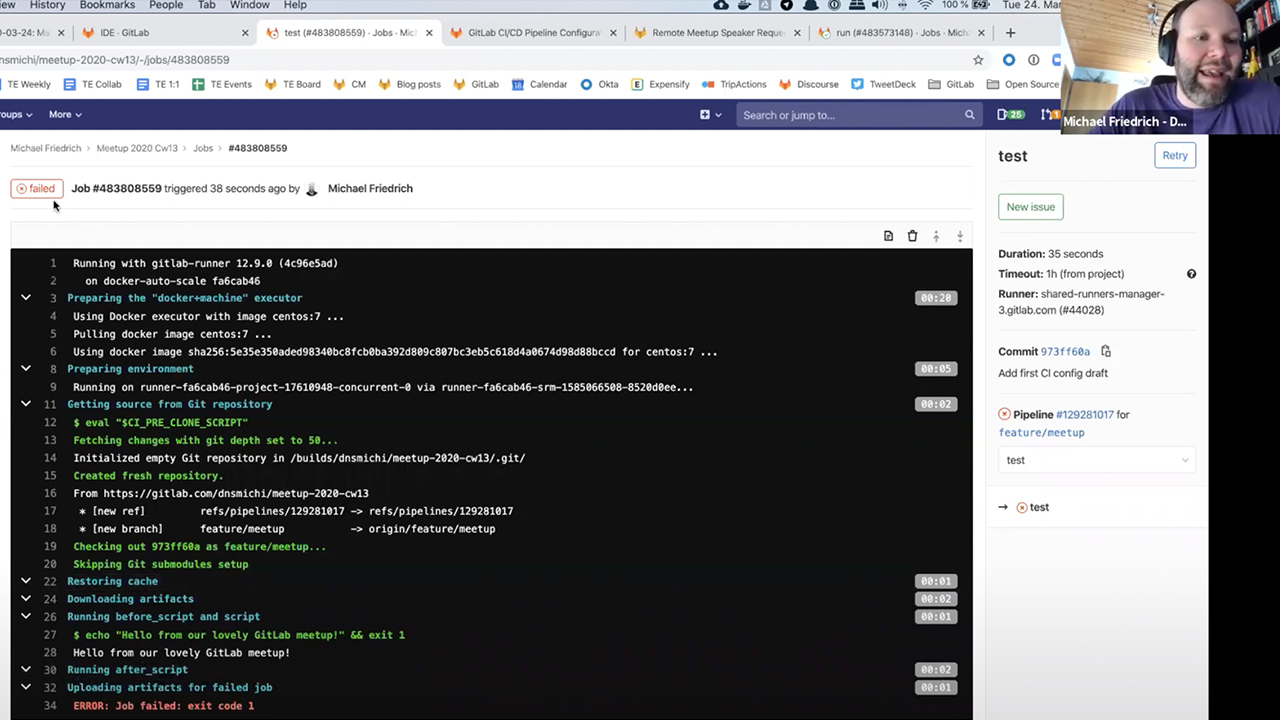 iew History Bookmarks People Tab Window Help 100 % Tue 24. Mar
0-03-24: Ma IDE · GitLab test (#483808559) · Jobs · Mic GitLab CI/CD Pipeline Configura Remote Meetup Speaker Reque run (#483573148) · Jobs · Mich
dnsmichi/meetup-2020-cw13/-/jobs/483808559
TE Weekly TE Collab TE 1:1 TE Events TE Board CM Blog posts GitLab Calendar Okta Expensify TripActions Discourse TweetDeck GitLab Open Source
roups More Search or jump to... 25 1
Michael Friedrich - D...
Michael Friedrich > Meetup 2020 Cw13 > Jobs > #483808559
failed Job #483808559 triggered 38 seconds ago by Michael Friedrich
1 Running with gitlab-runner 12.9.0 (4c96e5ad)
2 on docker-auto-scale fa6cab46
3 Preparing the "docker+machine" executor 00:20
4 Using Docker executor with image centos:7 ...
5 Pulling docker image centos:7 ...
6 Using docker image sha256:5e35e350aded98340bc8fcb0ba392d809c807bc3eb5c618d4a0674d98d88bccd for centos:7 ...
8 Preparing environment 00:05
9 Running on runner-fa6cab46-project-17610948-concurrent-0 via runner-fa6cab46-srm-1585066508-8520d0ee...
11 Getting source from Git repository 00:02
12 $ eval "$CI_PRE_CLONE_SCRIPT"
13 Fetching changes with git depth set to 50...
14 Initialized empty Git repository in /builds/dnsmichi/meetup-2020-cw13/.git/
15 Created fresh repository.
16 From https://gitlab.com/dnsmichi/meetup-2020-cw13
17 * [new ref] refs/pipelines/129281017 -> refs/pipelines/129281017
18 * [new branch] feature/meetup -> origin/feature/meetup
19 Checking out 973ff60a as feature/meetup...
20 Skipping Git submodules setup
22 Restoring cache 00:01
24 Downloading artifacts 00:02
26 Running before_script and script 00:01
27 $ echo "Hello from our lovely GitLab meetup!" && exit 1
28 Hello from our lovely GitLab meetup!
30 Running after_script 00:02
32 Uploading artifacts for failed job 00:01
34 ERROR: Job failed: exit code 1
test Retry
New issue
Duration: 35 seconds
Timeout: 1h (from project)
Runner: shared-runners-manager-
3.gitlab.com (#44028)
Commit 973ff60a
Add first CI config draft
Pipeline #129281017 for
feature/meetup
test
→ test